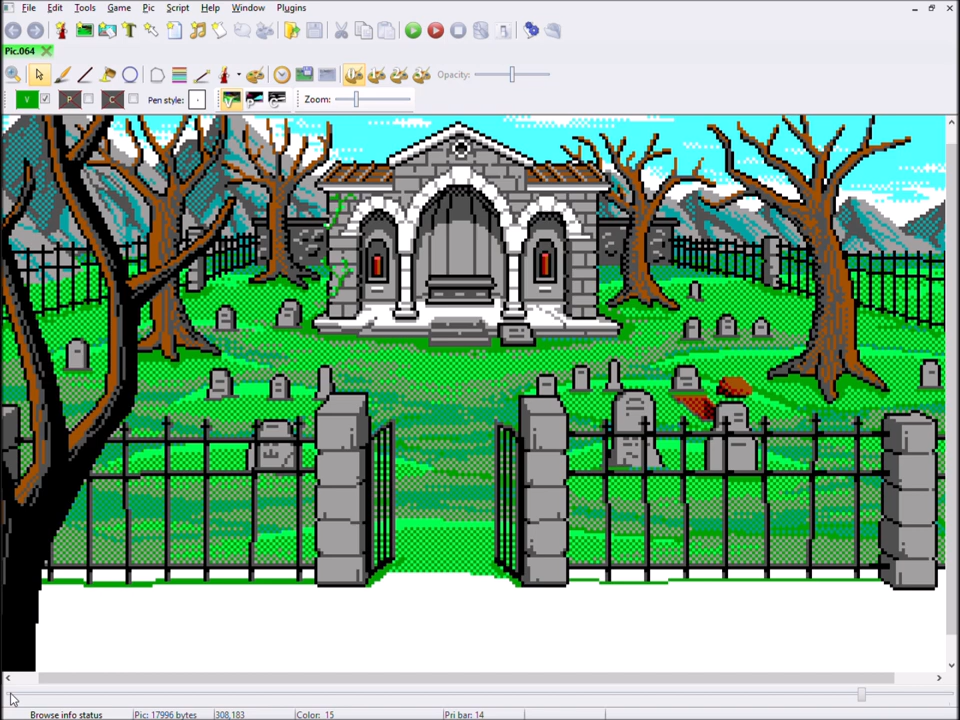 File Edit Tools Game Pic Script Help Window Plugins
Pic.064
Opacity:
V P C Pen style: V P C Zoom:
Browse info status Pic: 17996 bytes 308,183 Color: 15 Pri bar: 14